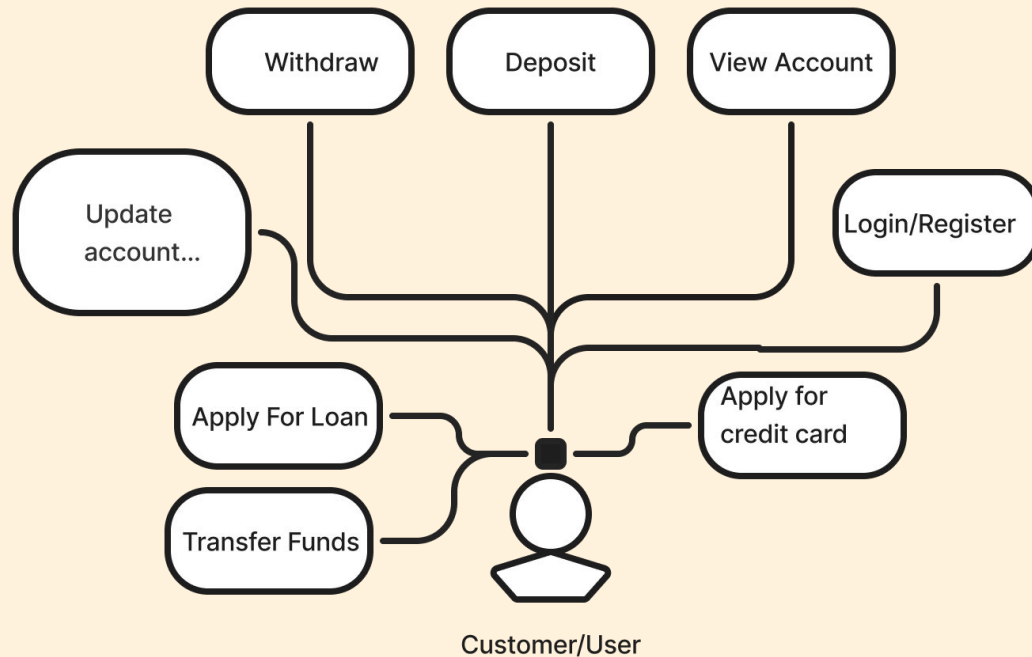 Withdraw
Deposit
View Account
Update
account...
Login/Register
Apply For Loan
Apply for
credit card
Transfer Funds
Customer/User